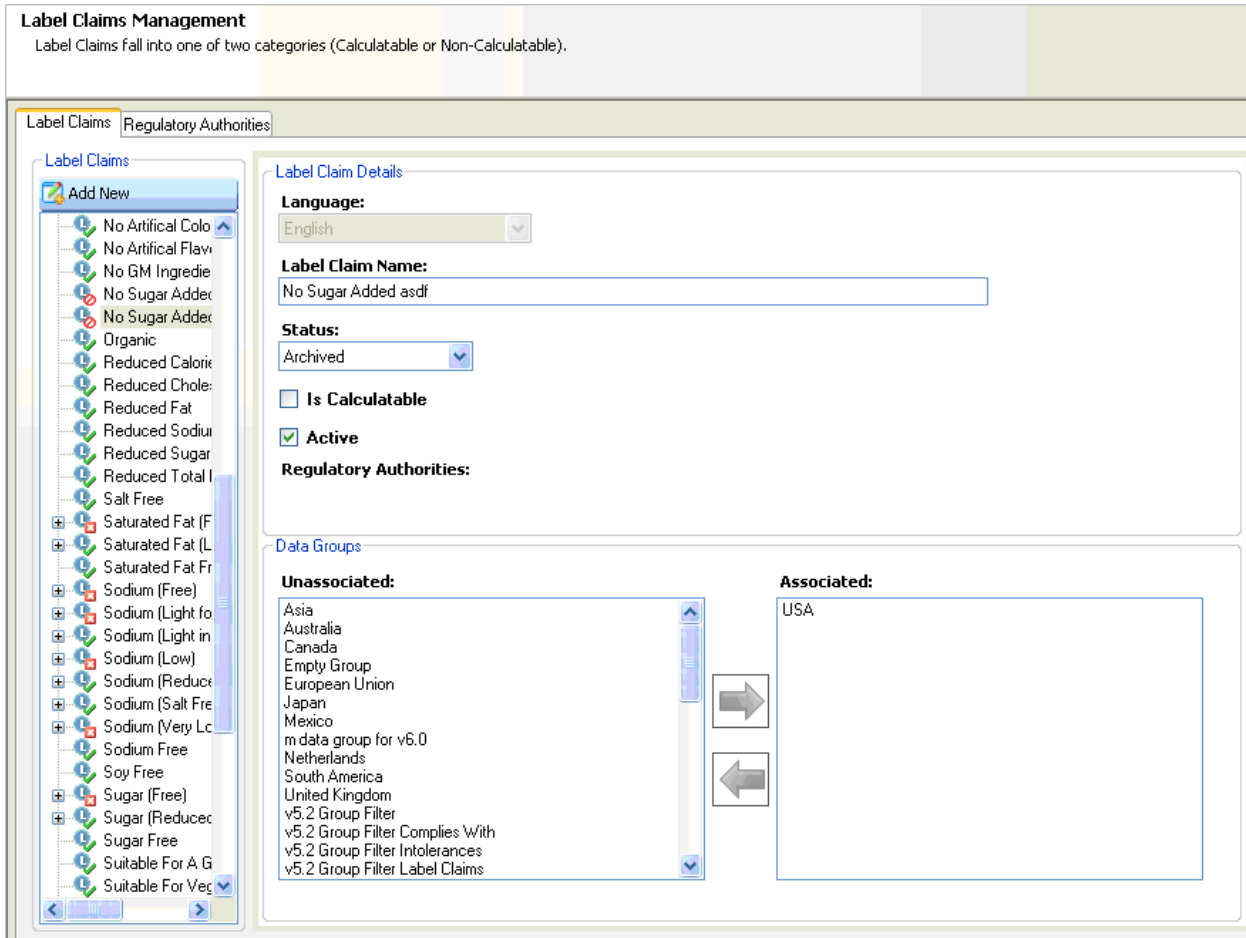 Label Claims Management
Label Claims fall into one of two categories (Calculatable or Non-Calculatable).
Label Claims
Regulatory Authorities
Label Claims
Add New
No Artifical Colo
No Artifical Flav
No GM Ingredie
No Sugar Added
No Sugar Added
Organic
Reduced Calorie
Reduced Choles
Reduced Fat
Reduced Sodiu
Reduced Sugar
Reduced Total
Salt Free
Saturated Fat (F
Saturated Fat (L
Saturated Fat Fr
Sodium (Free)
Sodium (Light fo
Sodium (Light in
Sodium (Low)
Sodium (Reduce
Sodium (Salt Fre
Sodium (Very Lo
Sodium Free
Soy Free
Sugar (Free)
Sugar (Reduced
Sugar Free
Suitable For A G
Suitable For Veg
Label Claim Details
Language:
English
Label Claim Name:
No Sugar Added asdf
Status:
Archived
Is Calculatable
Active
Regulatory Authorities:
Data Groups
Unassociated:
Asia
Australia
Canada
Empty Group
European Union
Japan
Mexico
m data group for v6.0
Netherlands
South America
United Kingdom
v5.2 Group Filter
v5.2 Group Filter Complies With
v5.2 Group Filter Intolerances
v5.2 Group Filter Label Claims
Associated:
USA